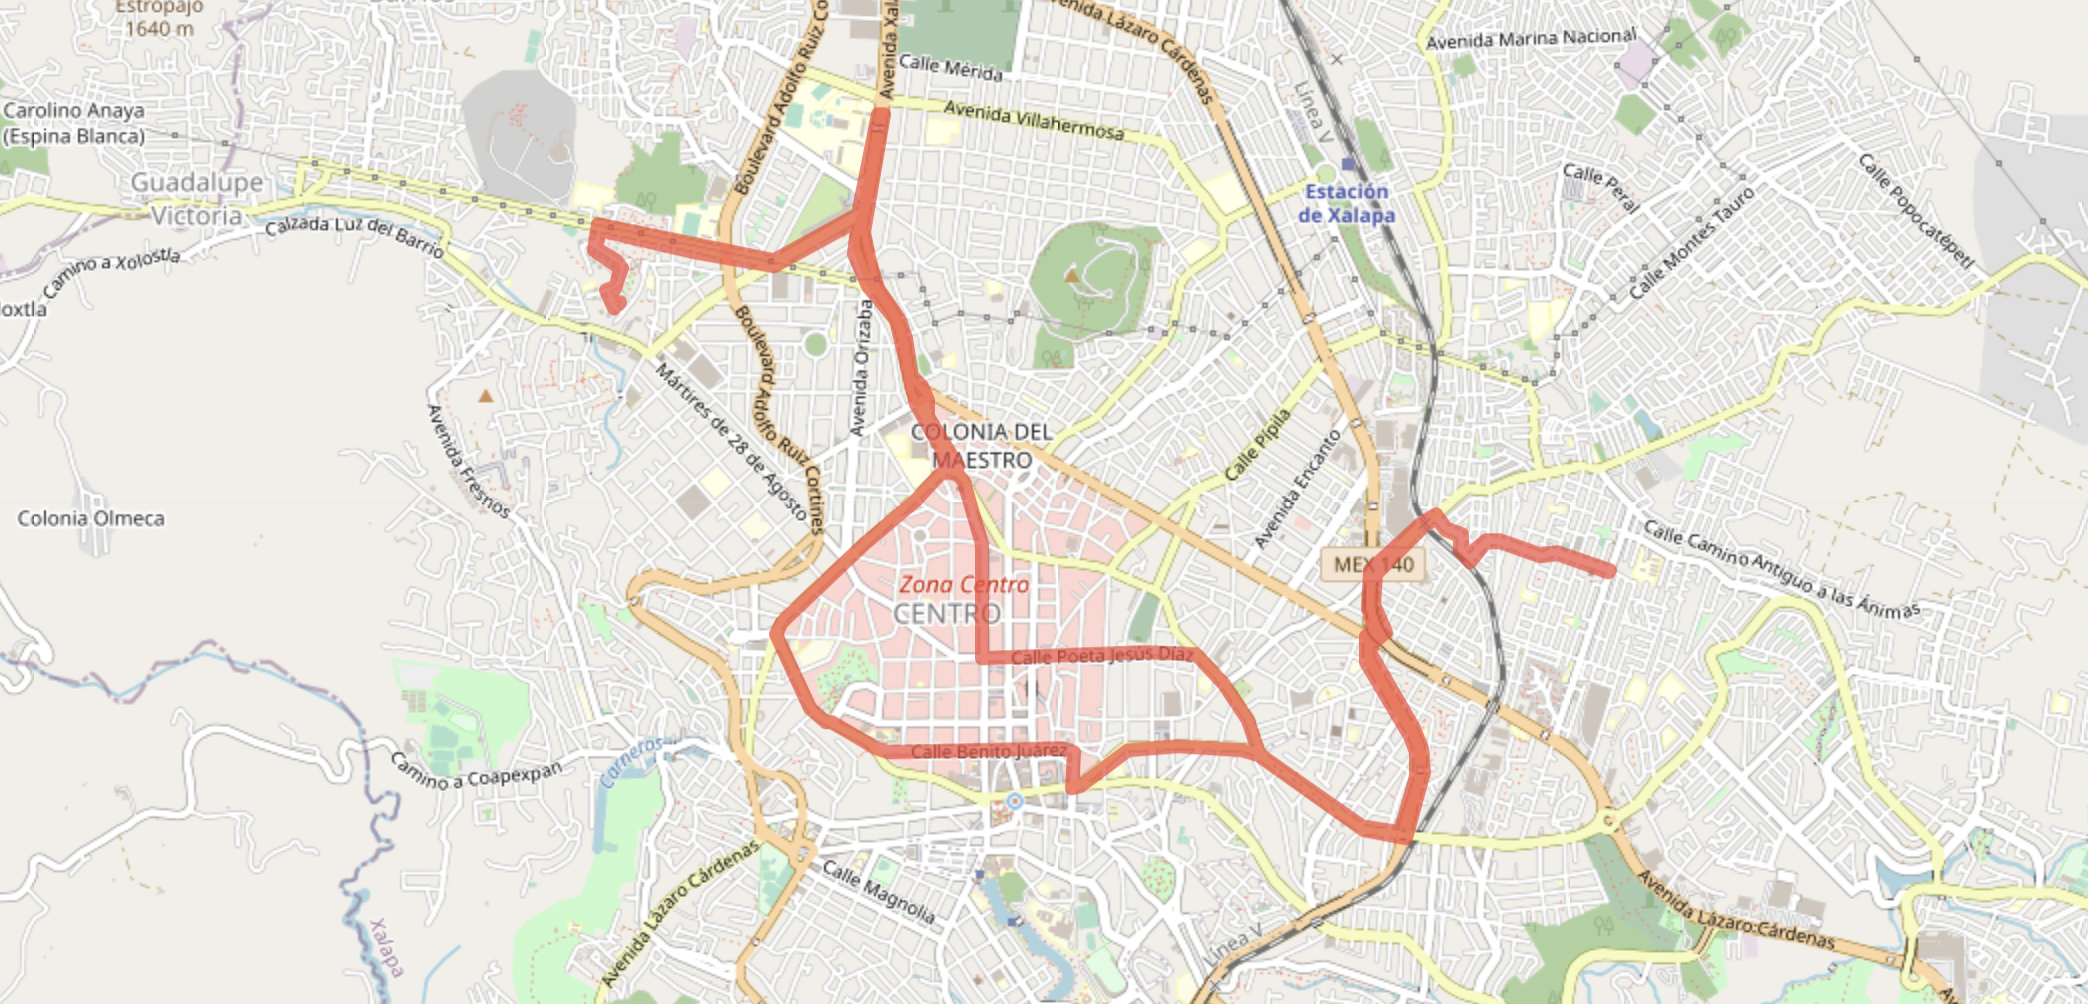 Estropajo
1640 m
Carolino Anaya
(Espina Blanca)
Guadalupe
Victoria
Calzada Luz del Barrio
Camino a Xolostla
Boulevard Adolfo Ruiz Co
Avenida Xal
Calle Mérida
Avenida Villahermosa
enida Lázaro Cárdenas
Línea V
Estación
de Xalapa
Avenida Marina Nacional
Calle Peral
Calle Montes Tauro
Calle Popocatépetl
oxtla
Avenida Orizaba
Boulevard Adolfo Ruiz Cortines
Mártires de 28 de Agosto
Avenida Fresnos
COLONIA DEL
MAESTRO
Calle Pípila
Avenida Encanto
Colonia Olmeca
MEX 140
Calle Camino Antiguo a las Ánimas
Zona Centro
CENTRO
Calle Poeta Jesús Díaz
Calle Benito Juárez
Carneros
Camino a Coapexpan
Avenida Lázaro Cárdenas
Calle Magnolia
Xalapa
Línea V
Avenida Lázaro Cárdenas
Av